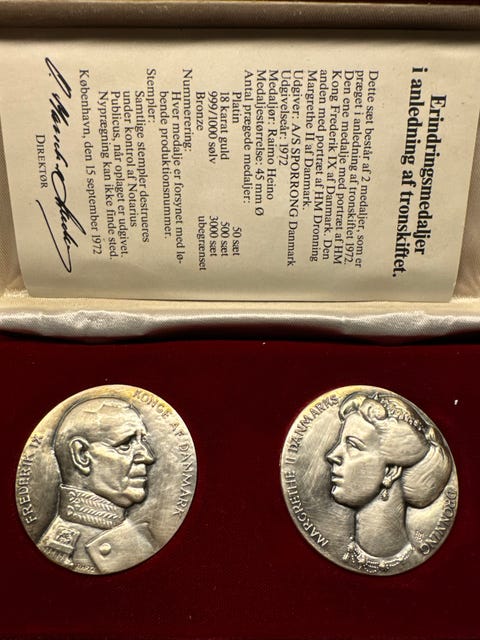 Erindringsmedaljer
i anledning af tronskiftet.
Dette sæt består af 2 medaljer, som er
præget i anledning af tronskiftet 1972.
Den ene medalje med portræt af HM
Kong Frederik IX af Danmark. Den
anden med portræt af HM Dronning
Margrethe II af Danmark.
Udgiver: A/S SPORRONG Danmark
Udgivelseår: 1972
Medaljør: Raimo Heino
Medaljestørrelse: 45 mm Ø
Antal prægede medaljer:
Platin 50 sæt
18 karat guld 500 sæt
999/1000 sølv 3000 sæt
Bronze ubegrænset
Nummerering:
Hver medalje er forsynet med lø-
bende produktionsnummer.
Stempler:
Samtlige stempler destrueres
under kontrol af Notarius
Publicus, når oplaget er udgivet.
Nyprægning kan ikke finde sted.
København, den 15 september 1972
DIREKTØR
FREDERIK IX KONGE AF DANMARK
MARGRETHE II DANMARKS DRONNING